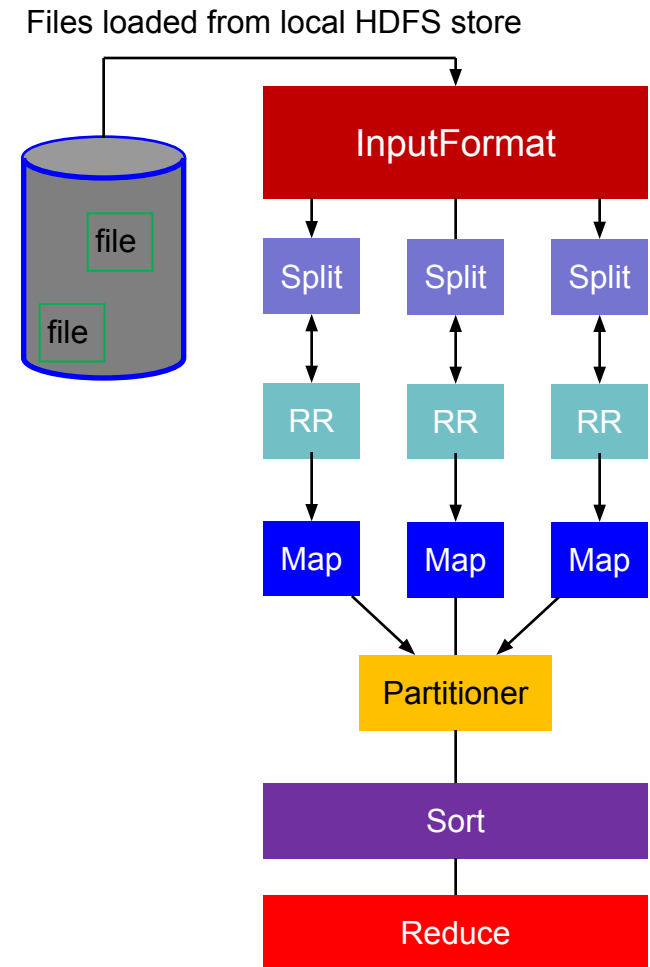 Files loaded from local HDFS store
InputFormat
file
file
Split
Split
Split
RR
RR
RR
Map
Map
Map
Partitioner
Sort
Reduce